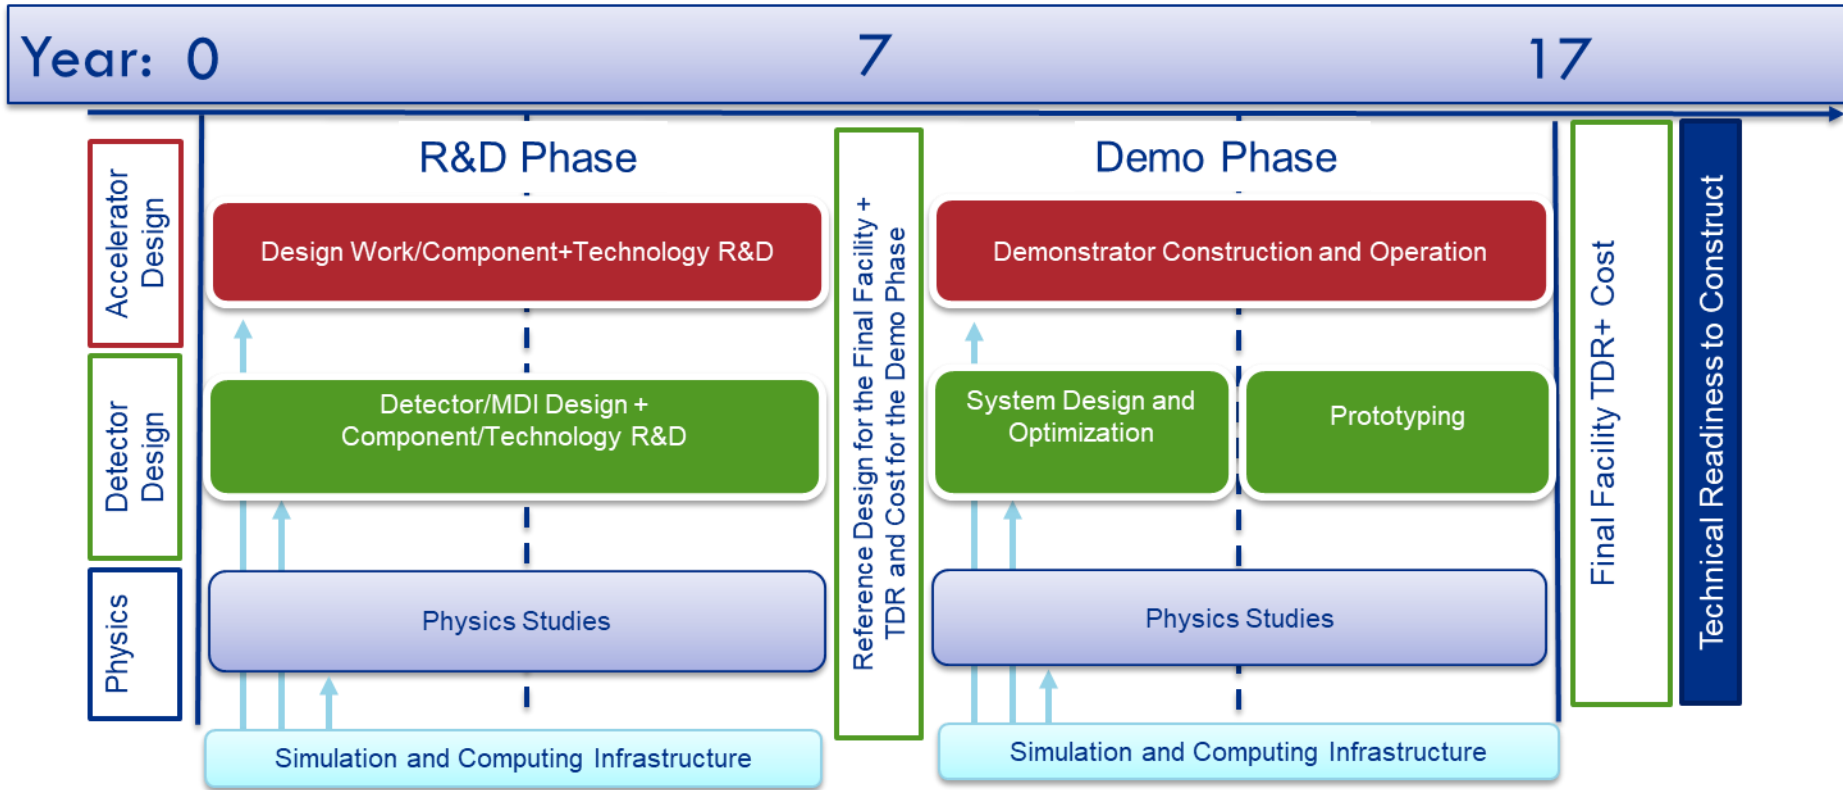 Year: 0 7 17
R&D Phase
Demo Phase
Accelerator
Design
Design Work/Component+Technology R&D
Demonstrator Construction and Operation
Detector
Design
Detector/MDI Design +
Component/Technology R&D
System Design and
Optimization
Prototyping
Physics
Physics Studies
Physics Studies
Simulation and Computing Infrastructure
Simulation and Computing Infrastructure
Reference Design for the Final Facility +
TDR and Cost for the Demo Phase
Final Facility TDR+ Cost
Technical Readiness to Construct